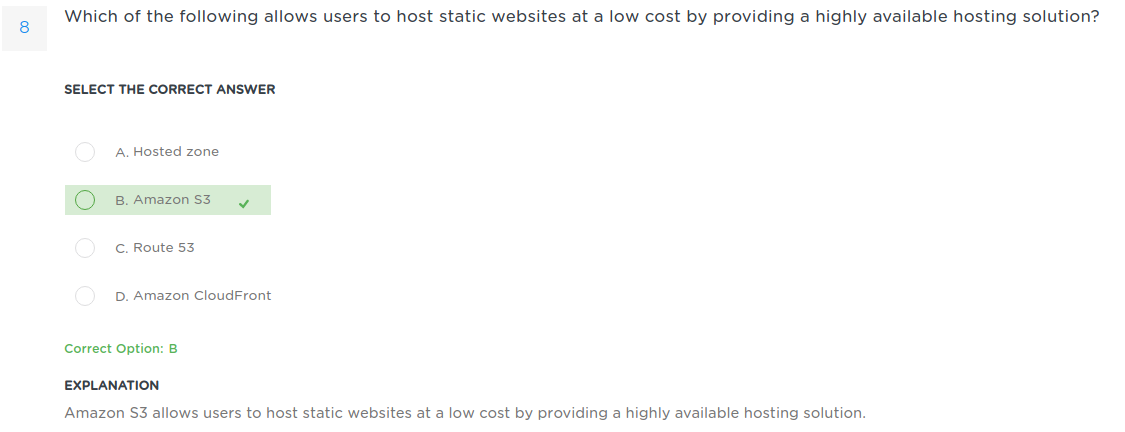 8
Which of the following allows users to host static websites at a low cost by providing a highly available hosting solution?
SELECT THE CORRECT ANSWER
A. Hosted zone
B. Amazon S3
C. Route 53
D. Amazon CloudFront
Correct Option: B
EXPLANATION
Amazon S3 allows users to host static websites at a low cost by providing a highly available hosting solution.